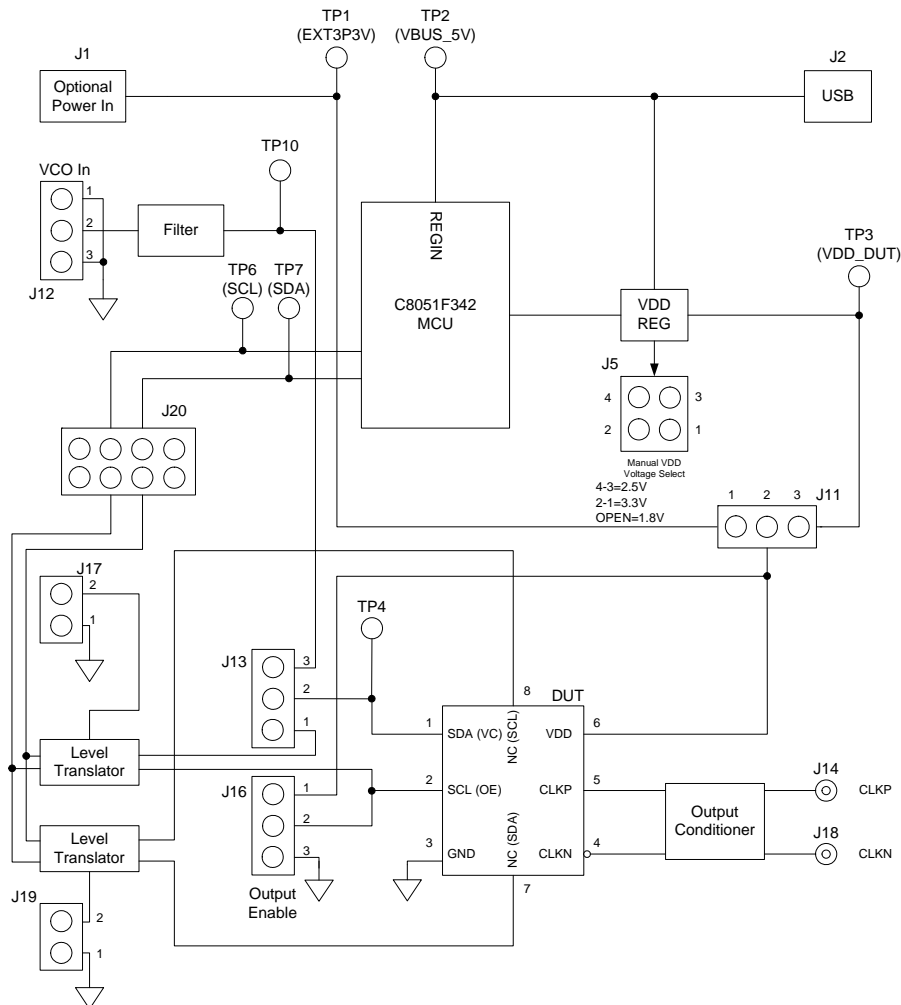 TP1
(EXT3P3V)
TP2
(VBUS_5V)
J1
Optional
Power In
J2
USB
TP10
VCO In
1
2
3
J12
Filter
REGIN
C8051F342
MCU
TP3
(VDD_DUT)
TP6
(SCL)
TP7
(SDA)
VDD
REG
J5
4
3
2
1
Manual VDD
Voltage Select
4-3=2.5V
2-1=3.3V
OPEN=1.8V
J20
1
2
3
J11
J17
2
1
TP4
J13
3
2
1
8
DUT
NC (SCL)
1
SDA (VC)
VDD
6
Level
Translator
J16
1
2
3
Output
Enable
2
SCL (OE)
CLKP
5
J14
CLKP
Output
Conditioner
Level
Translator
3
GND
NC (SDA)
CLKN
4
J18
CLKN
7
J19
2
1